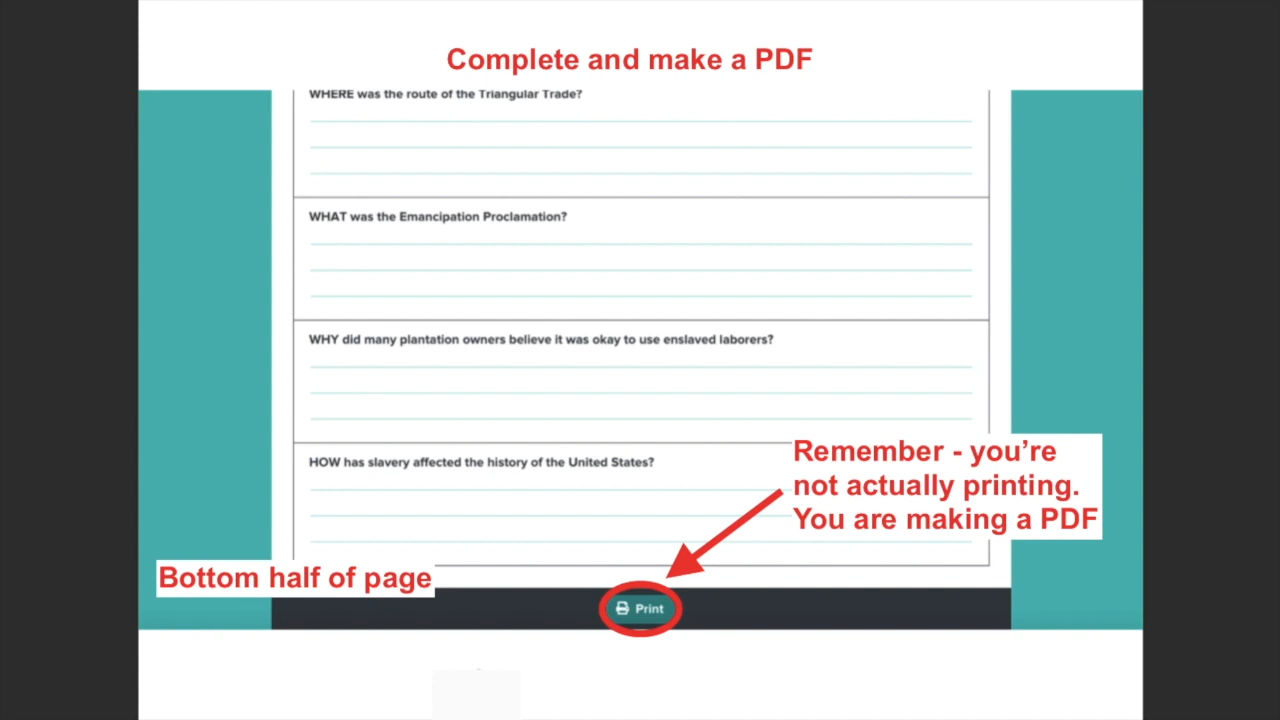 Complete and make a PDF
WHERE was the route of the Triangular Trade?
WHAT was the Emancipation Proclamation?
WHY did many plantation owners believe it was okay to use enslaved laborers?
HOW has slavery affected the history of the United States?
Remember - you're
not actually printing.
You are making a PDF
Bottom half of page
Print